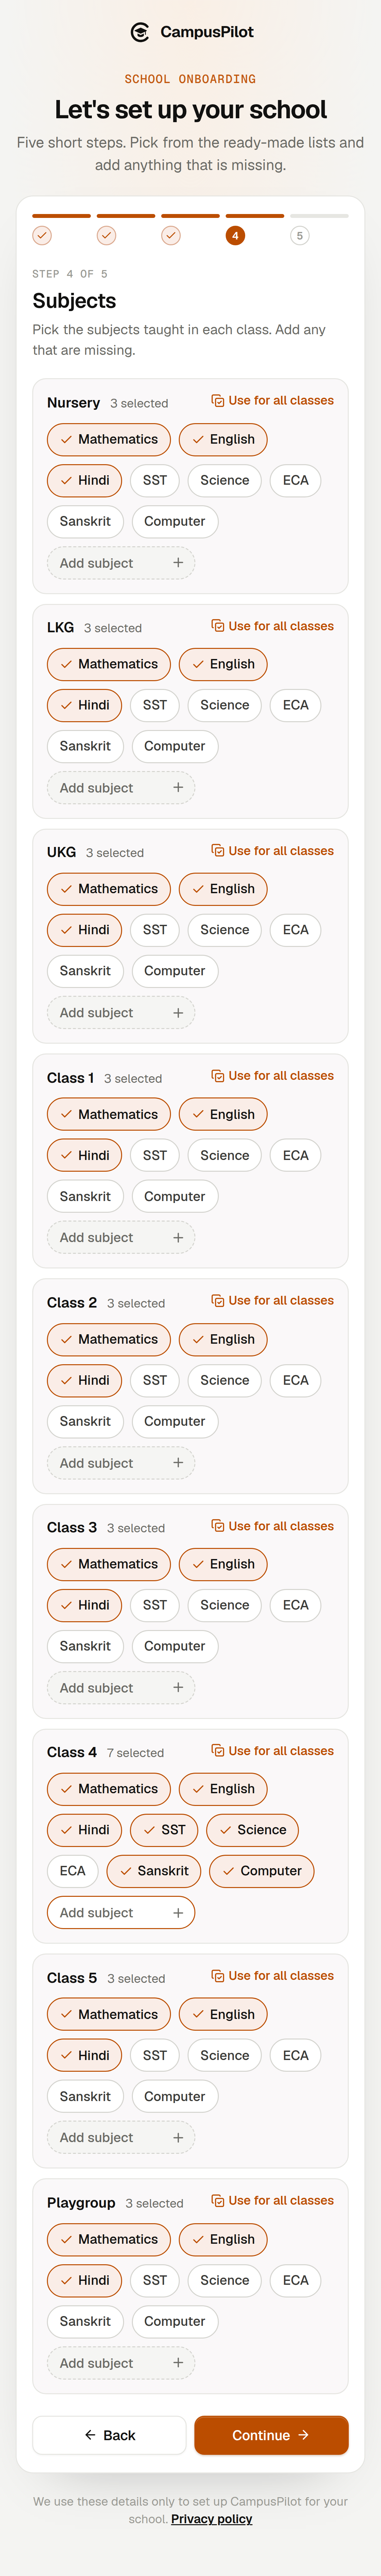 CampusPilot
SCHOOL ONBOARDING
Let's set up your school
Five short steps. Pick from the ready-made lists and
add anything that is missing.
4 5
STEP 4 OF 5
Subjects
Pick the subjects taught in each class. Add any
that are missing.
Nursery 3 selected Use for all classes
Mathematics English
Hindi SST Science ECA
Sanskrit Computer
Add subject +
LKG 3 selected Use for all classes
Mathematics English
Hindi SST Science ECA
Sanskrit Computer
Add subject +
UKG 3 selected Use for all classes
Mathematics English
Hindi SST Science ECA
Sanskrit Computer
Add subject +
Class 1 3 selected Use for all classes
Mathematics English
Hindi SST Science ECA
Sanskrit Computer
Add subject +
Class 2 3 selected Use for all classes
Mathematics English
Hindi SST Science ECA
Sanskrit Computer
Add subject +
Class 3 3 selected Use for all classes
Mathematics English
Hindi SST Science ECA
Sanskrit Computer
Add subject +
Class 4 7 selected Use for all classes
Mathematics English
Hindi SST Science
ECA Sanskrit Computer
Add subject +
Class 5 3 selected Use for all classes
Mathematics English
Hindi SST Science ECA
Sanskrit Computer
Add subject +
Playgroup 3 selected Use for all classes
Mathematics English
Hindi SST Science ECA
Sanskrit Computer
Add subject +
← Back Continue →
We use these details only to set up CampusPilot for your
school. Privacy policy